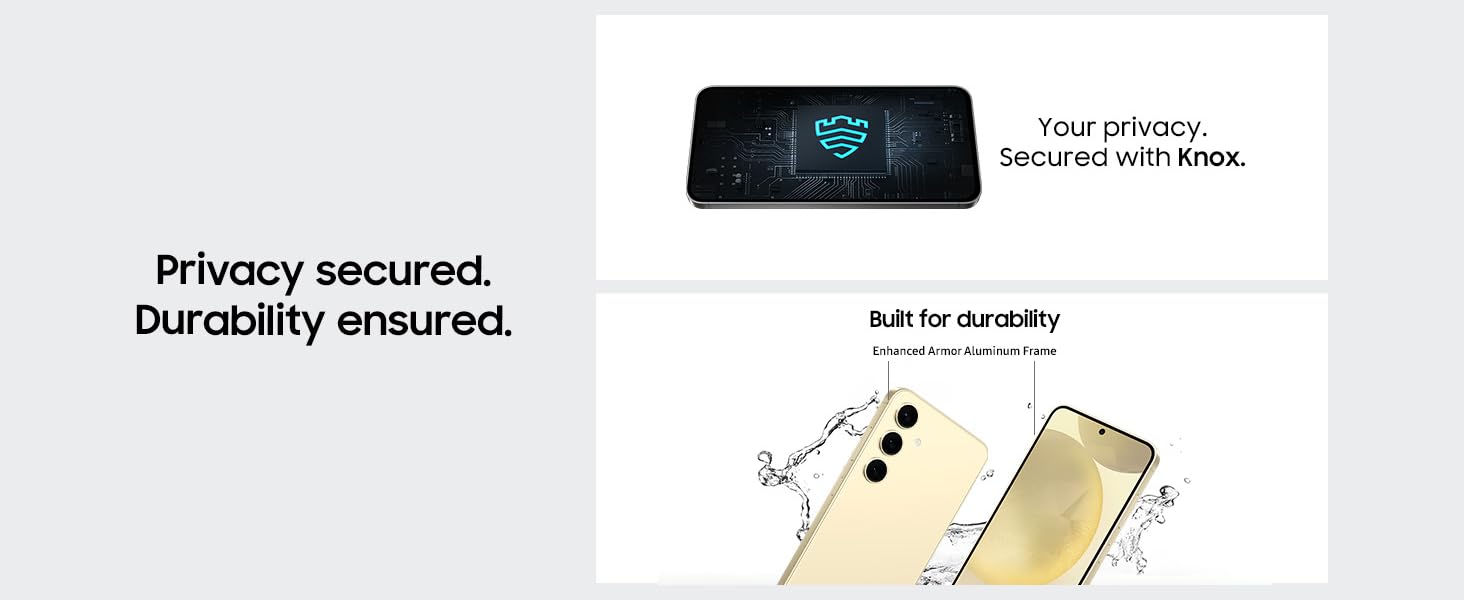 Privacy secured.
Durability ensured.
Your privacy.
Secured with Knox.
Built for durability
Enhanced Armor Aluminum Frame